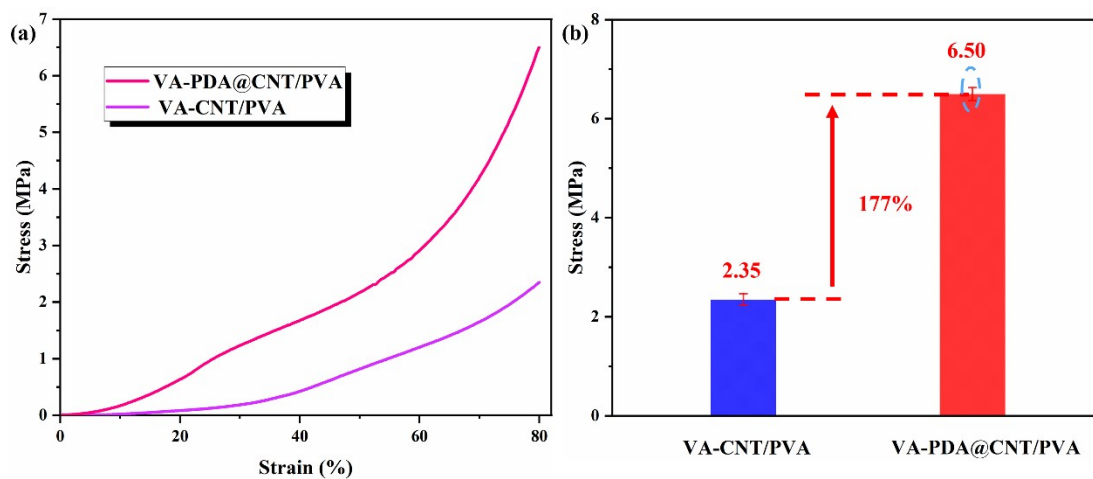 (a)
VA-PDA@CNT/PVA
VA-CNT/PVA
7
6
5
4
3
2
1
0
0
20
40
60
80
Stress (MPa)
Strain (%)
(b)
8
6
4
2
0
Stress (MPa)
6.50
177%
2.35
VA-CNT/PVA
VA-PDA@CNT/PVA